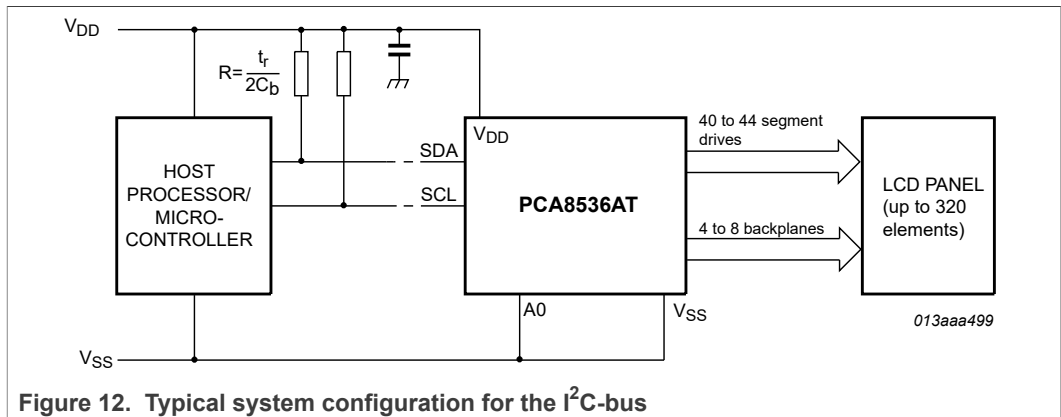 VDD
R= tr
2Cb
HOST
PROCESSOR/
MICRO-
CONTROLLER
SDA
SCL
VDD
PCA8536AT
40 to 44 segment
drives
4 to 8 backplanes
LCD PANEL
(up to 320
elements)
A0
VSS
VSS
013aaa499
Figure 12. Typical system configuration for the I²C-bus